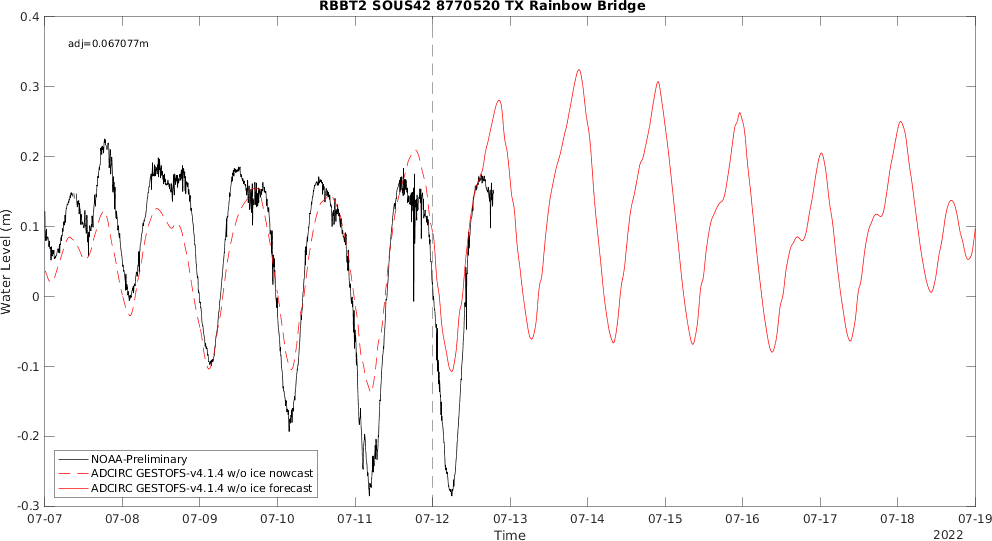 RBBT2 SOUS42 8770520 TX Rainbow Bridge
adj=0.067077m
0.4
0.3
0.2
0.1
0
-0.1
-0.2
-0.3
Water Level (m)
NOAA-Preliminary
ADCIRC GESTOFS-v4.1.4 w/o ice nowcast
ADCIRC GESTOFS-v4.1.4 w/o ice forecast
07-07 07-08 07-09 07-10 07-11 07-12 07-13 07-14 07-15 07-16 07-17 07-18 07-19
Time
2022